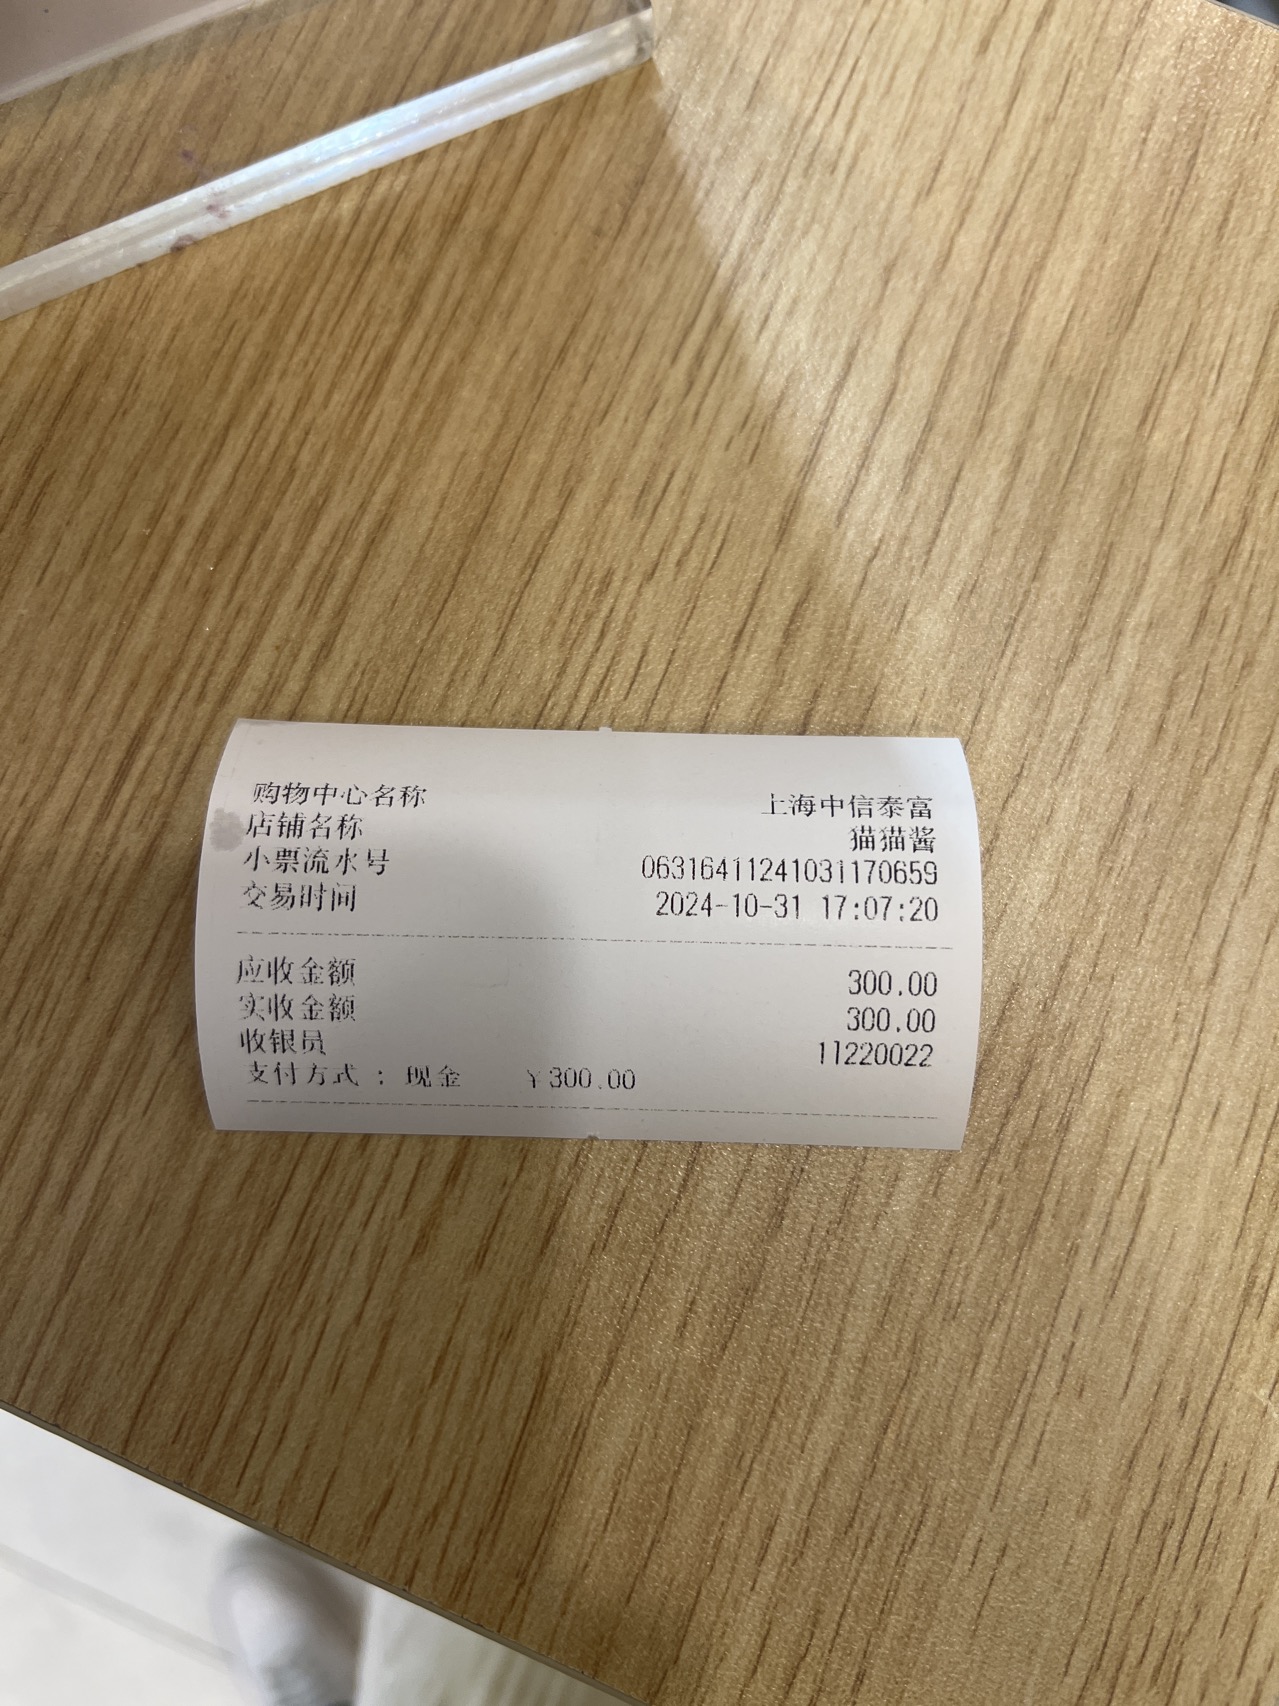 购物中心名称 上海中信泰富
店铺名称 猫猫酱
小票流水号 06316411241031170659
交易时间 2024-10-31 17:07:20
应收金额 300.00
实收金额 300.00
收银员 11220022
支付方式 : 现金 ¥300.00